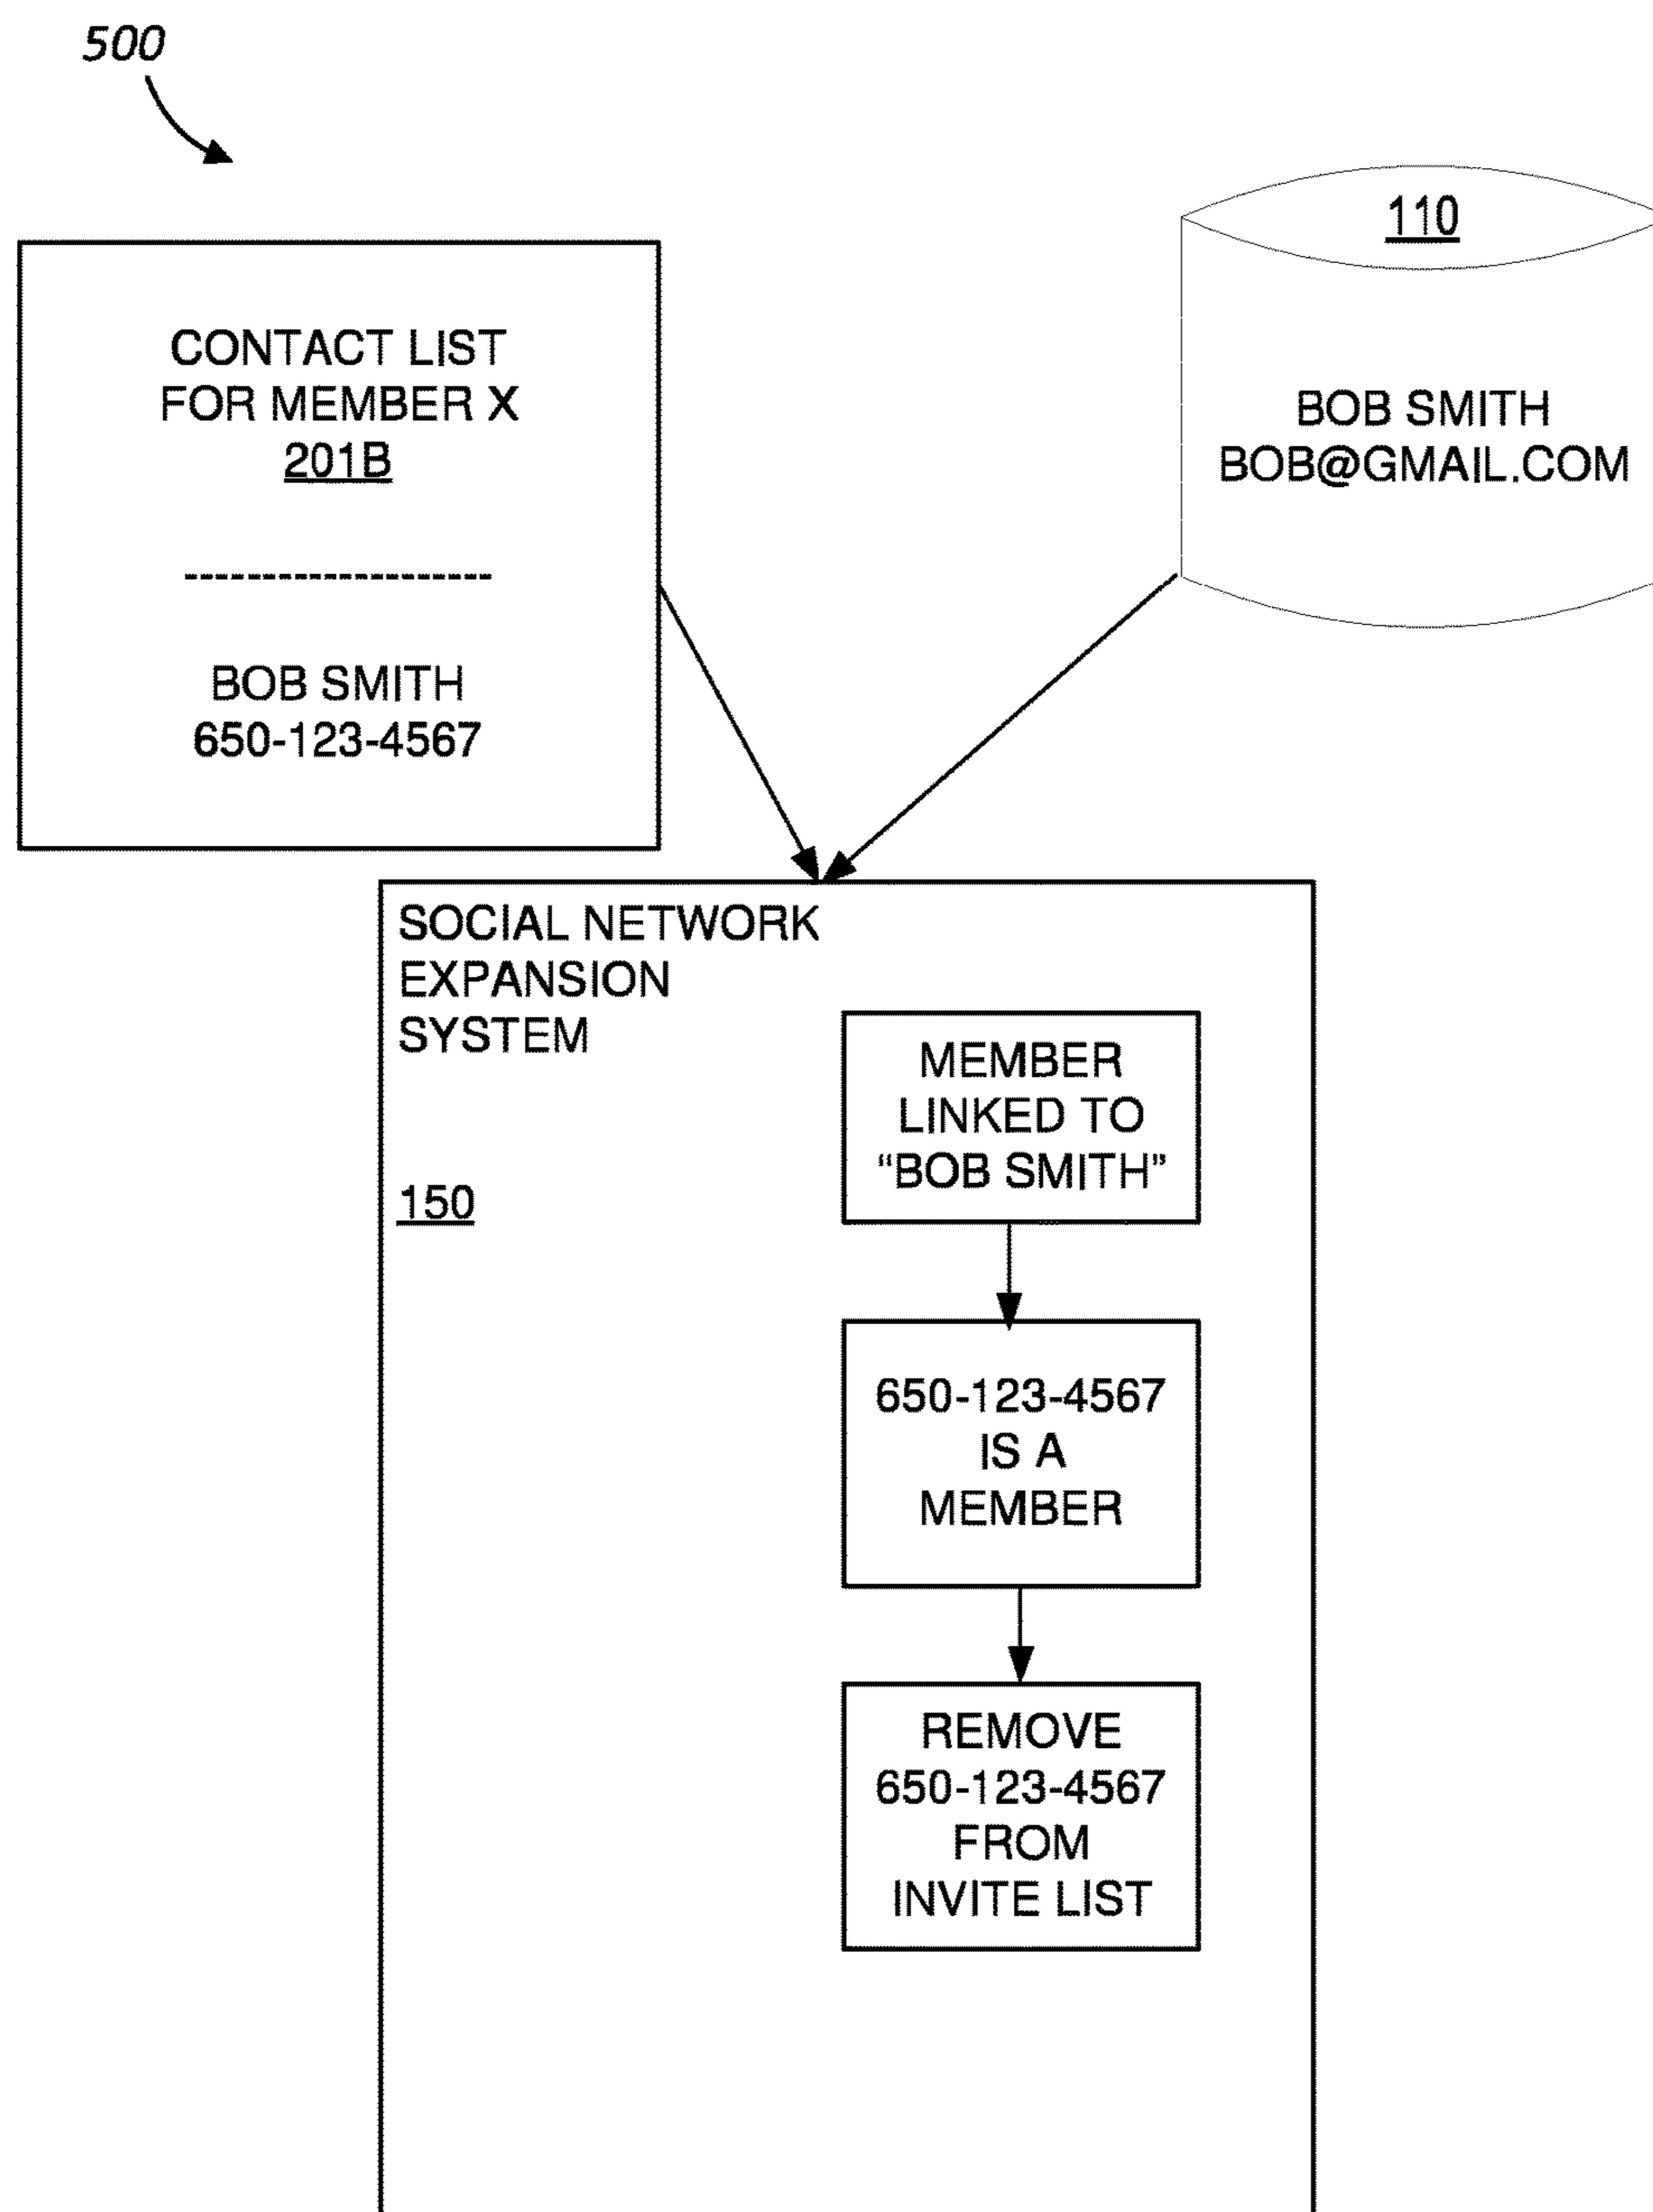 500
CONTACT LIST
FOR MEMBER X
201B
BOB SMITH
650-123-4567
110
BOB SMITH
BOB@GMAIL.COM
SOCIAL NETWORK
EXPANSION
SYSTEM
150
MEMBER
LINKED TO
“BOB SMITH”
650-123-4567
IS A
MEMBER
REMOVE
650-123-4567
FROM
INVITE LIST